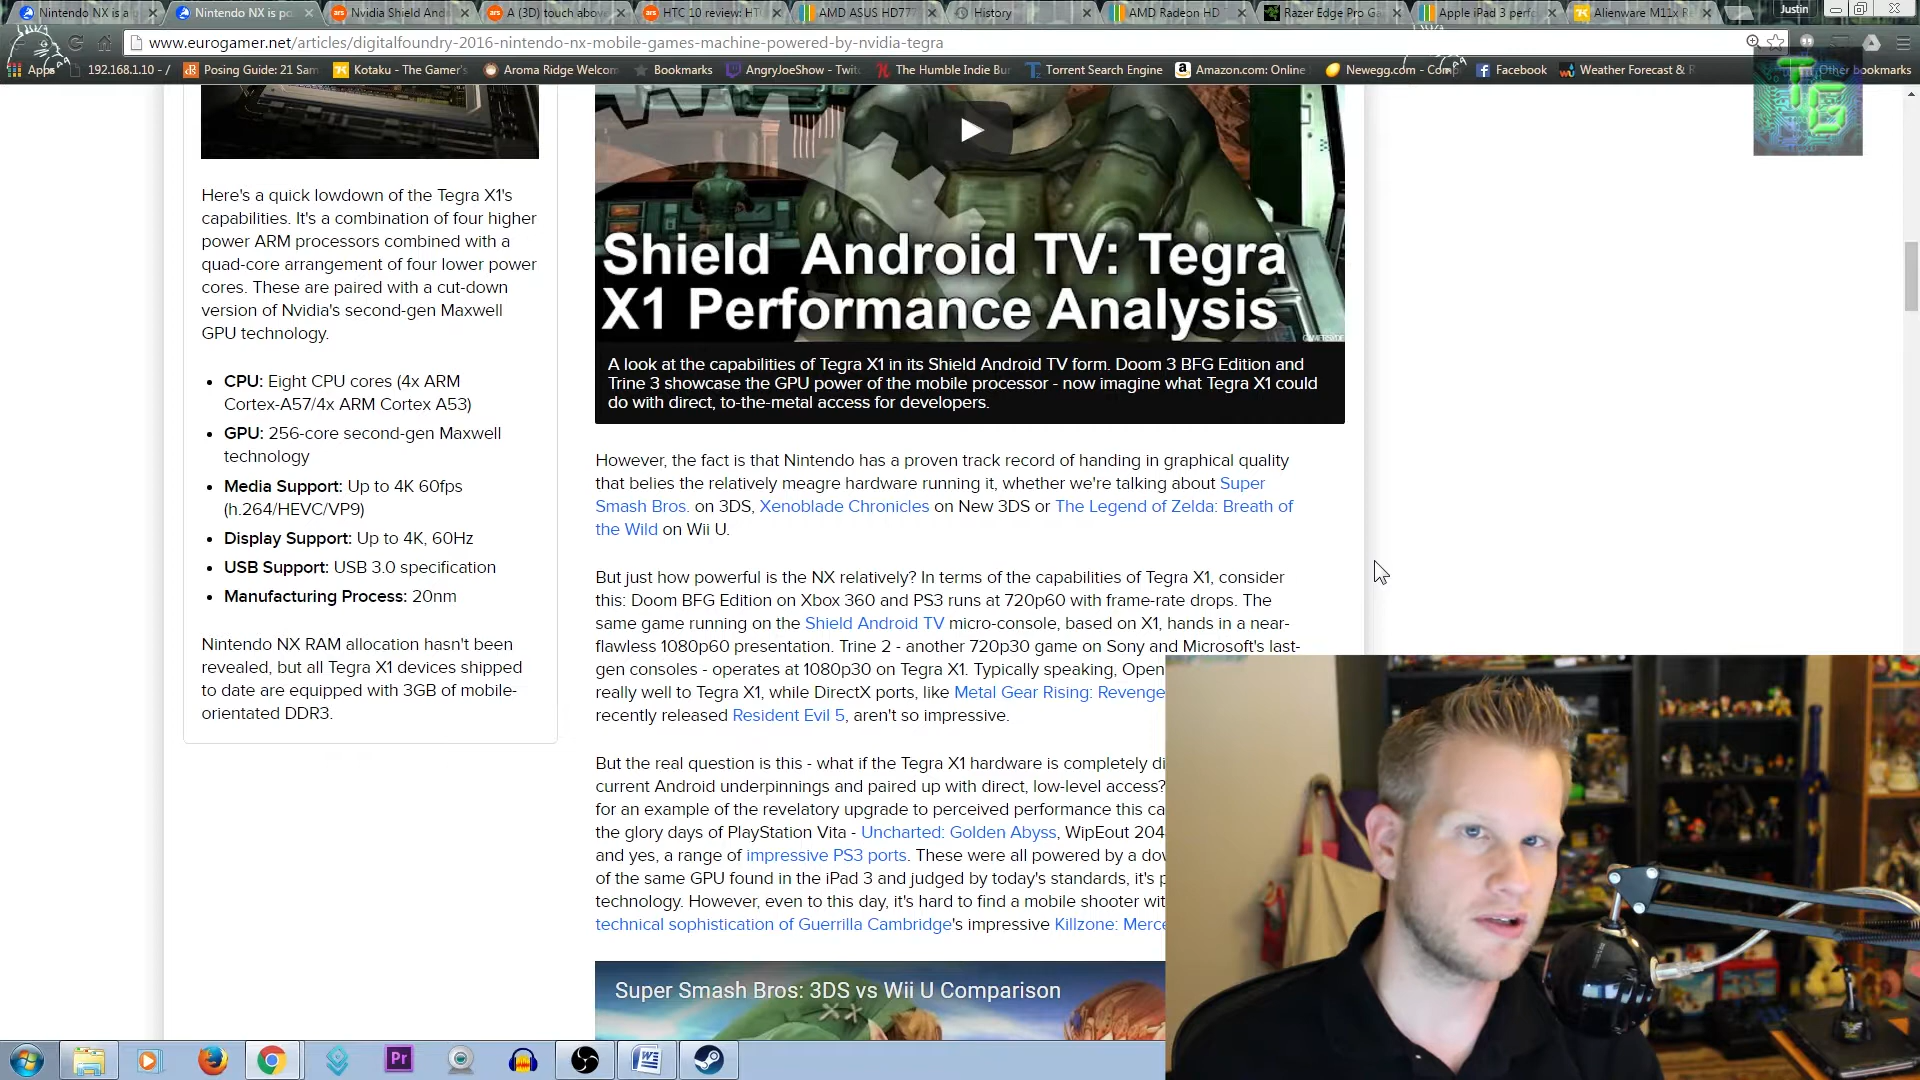 Nintendo NX is a
Nintendo NX is po
Nvidia Shield Andr
A (3D) touch abov
HTC 10 review: HT
AMD ASUS HD777
History
AMD Radeon HD
Razer Edge Pro Ga
Apple iPad 3 perf
Alienware M11x R
Justin
www.eurogamer.net/articles/digitalfoundry-2016-nintendo-nx-mobile-games-machine-powered-by-nvidia-tegra
Apps
192.168.1.10 - /
Posing Guide: 21 Sam
Kotaku - The Gamer's
Aroma Ridge Welcom
Bookmarks
AngryJoeShow - Twitc
The Humble Indie Bun
Torrent Search Engine
Amazon.com: Online
Newegg.com - Comp
Facebook
Weather Forecast & R
Other bookmarks
TG
Here's a quick lowdown of the Tegra X1's
capabilities. It's a combination of four higher
power ARM processors combined with a
quad-core arrangement of four lower power
cores. These are paired with a cut-down
version of Nvidia's second-gen Maxwell
GPU technology.
• CPU: Eight CPU cores (4x ARM
Cortex-A57/4x ARM Cortex A53)
• GPU: 256-core second-gen Maxwell
technology
• Media Support: Up to 4K 60fps
(h.264/HEVC/VP9)
• Display Support: Up to 4K, 60Hz
• USB Support: USB 3.0 specification
• Manufacturing Process: 20nm
Nintendo NX RAM allocation hasn't been
revealed, but all Tegra X1 devices shipped
to date are equipped with 3GB of mobile-
orientated DDR3.
Shield Android TV: Tegra
X1 Performance Analysis
A look at the capabilities of Tegra X1 in its Shield Android TV form. Doom 3 BFG Edition and
Trine 3 showcase the GPU power of the mobile processor - now imagine what Tegra X1 could
do with direct, to-the-metal access for developers.
However, the fact is that Nintendo has a proven track record of handing in graphical quality
that belies the relatively meagre hardware running it, whether we're talking about Super
Smash Bros. on 3DS, Xenoblade Chronicles on New 3DS or The Legend of Zelda: Breath of
the Wild on Wii U.
But just how powerful is the NX relatively? In terms of the capabilities of Tegra X1, consider
this: Doom BFG Edition on Xbox 360 and PS3 runs at 720p60 with frame-rate drops. The
same game running on the Shield Android TV micro-console, based on X1, hands in a near-
flawless 1080p60 presentation. Trine 2 - another 720p30 game on Sony and Microsoft's last-
gen consoles - operates at 1080p30 on Tegra X1. Typically speaking, Open
really well to Tegra X1, while DirectX ports, like Metal Gear Rising: Revenge
recently released Resident Evil 5, aren't so impressive.
But the real question is this - what if the Tegra X1 hardware is completely di
current Android underpinnings and paired up with direct, low-level access?
for an example of the revelatory upgrade to perceived performance this ca
the glory days of PlayStation Vita - Uncharted: Golden Abyss, WipEout 204
and yes, a range of impressive PS3 ports. These were all powered by a dow
of the same GPU found in the iPad 3 and judged by today's standards, it's p
technology. However, even to this day, it's hard to find a mobile shooter wit
technical sophistication of Guerrilla Cambridge's impressive Killzone: Merce
Super Smash Bros: 3DS vs Wii U Comparison
Pr